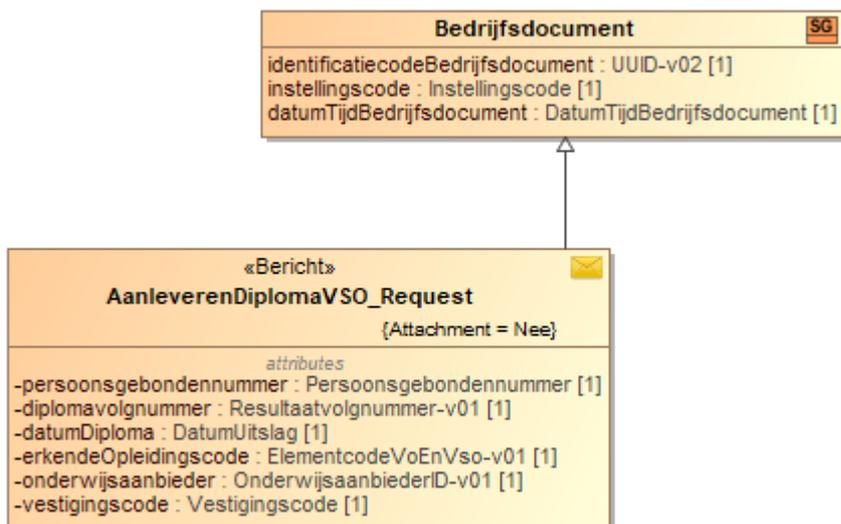 Bedrijfsdocument
SG
identificatiecodeBedrijfsdocument : UUID-v02 [1]
instellingscode : Instellingscode [1]
datumTijdBedrijfsdocument : DatumTijdBedrijfsdocument [1]
«Bericht»
AanleverenDiplomaVSO_Request
{Attachment = Nee}
attributes
-persoonsgebondennummer : Persoonsgebondennummer [1]
-diplomavolgnummer : Resultaatvolgnummer-v01 [1]
-datumDiploma : DatumUitslag [1]
-erkendeOpleidingscode : ElementcodeVoEnVso-v01 [1]
-onderwijsaanbieder : OnderwijsaanbiederID-v01 [1]
-vestigingscode : Vestigingscode [1]